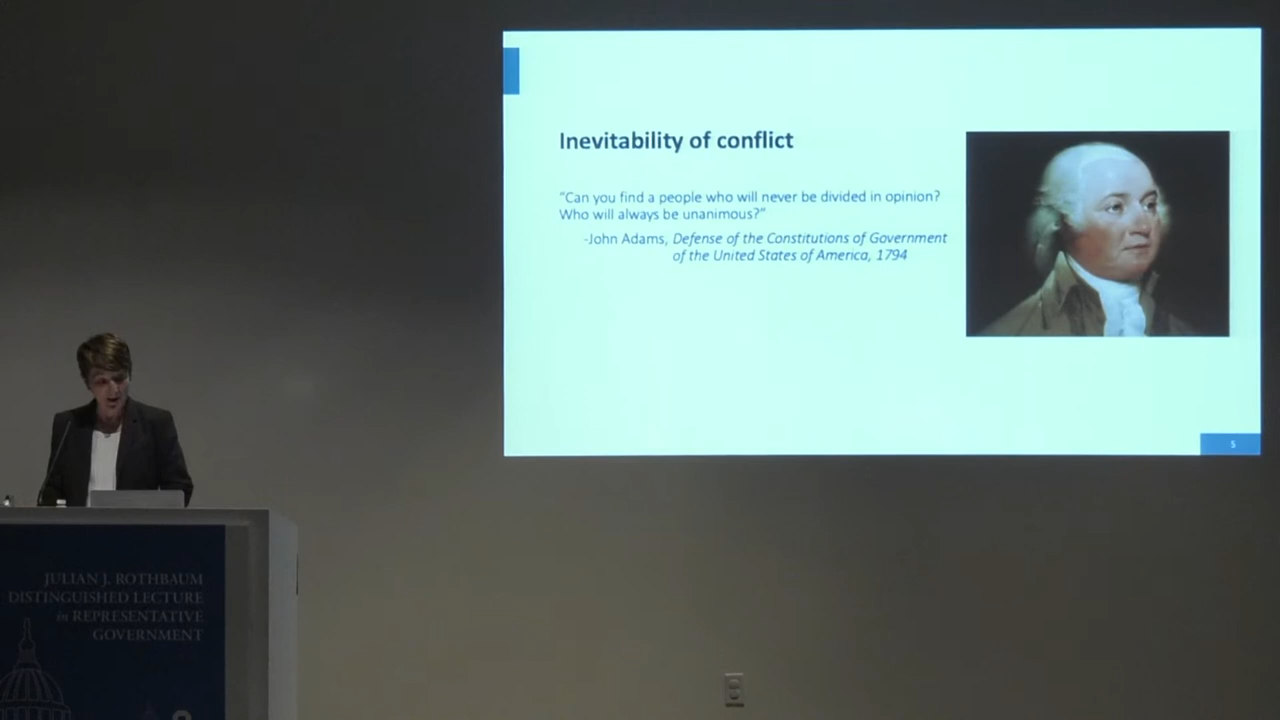 Inevitability of conflict
“Can you find a people who will never be divided in opinion?
Who will always be unanimous?”
-John Adams, Defense of the Constitutions of Government
of the United States of America, 1794
5
JULIAN J. ROTHBAUM
DISTINGUISHED LECTURE
in REPRESENTATIVE
GOVERNMENT